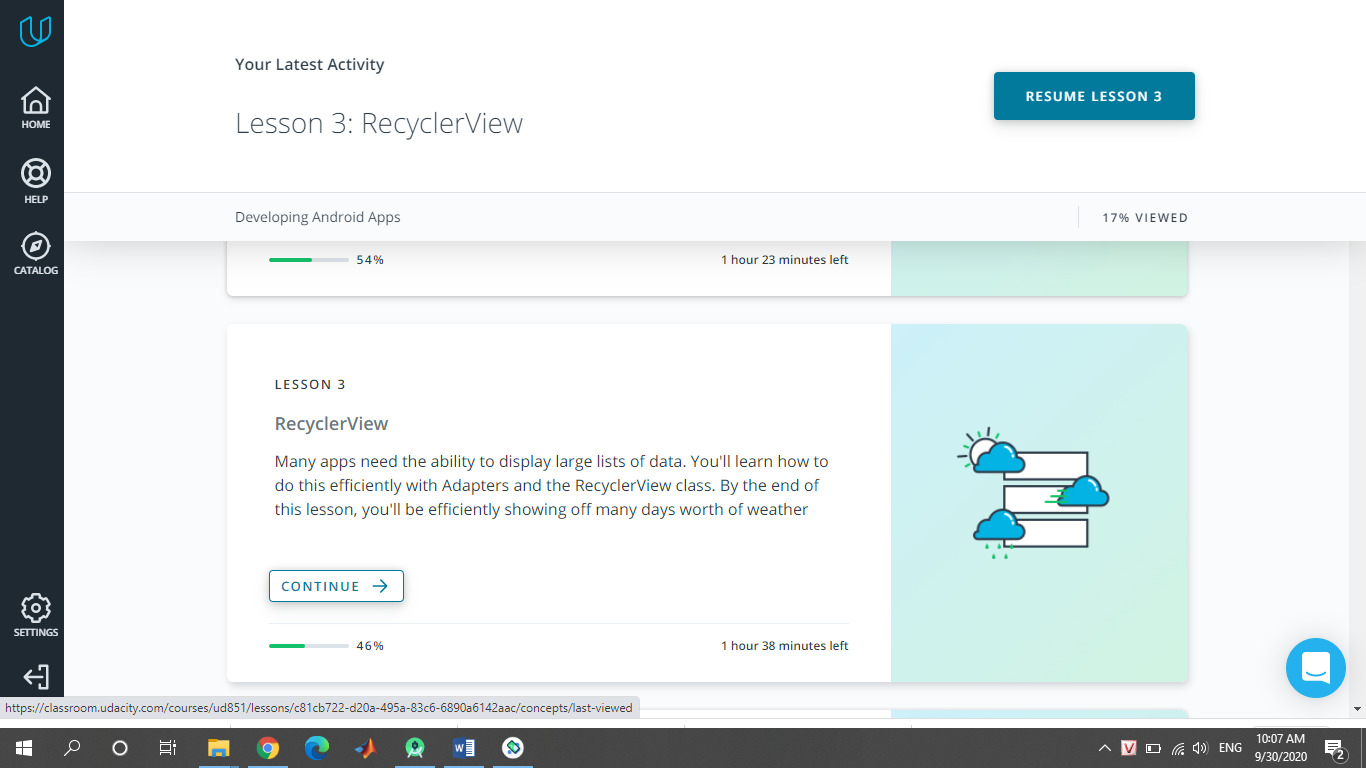 HOME
HELP
CATALOG
SETTINGS
Your Latest Activity
Lesson 3: RecyclerView
RESUME LESSON 3
Developing Android Apps
17% VIEWED
54%
1 hour 23 minutes left
LESSON 3
RecyclerView
Many apps need the ability to display large lists of data. You'll learn how to
do this efficiently with Adapters and the RecyclerView class. By the end of
this lesson, you'll be efficiently showing off many days worth of weather
CONTINUE
46%
1 hour 38 minutes left
https://classroom.udacity.com/courses/ud851/lessons/c81cb722-d20a-495a-83c6-6890a6142aac/concepts/last-viewed
W
V
ENG
10:07 AM
9/30/2020
2